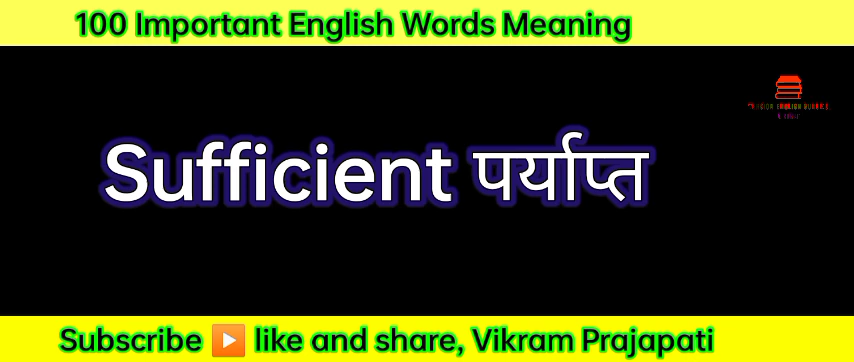 100 Important English Words Meaning
Sufficient पर्याप्त
Subscribe ▶️ like and share, Vikram Prajapati